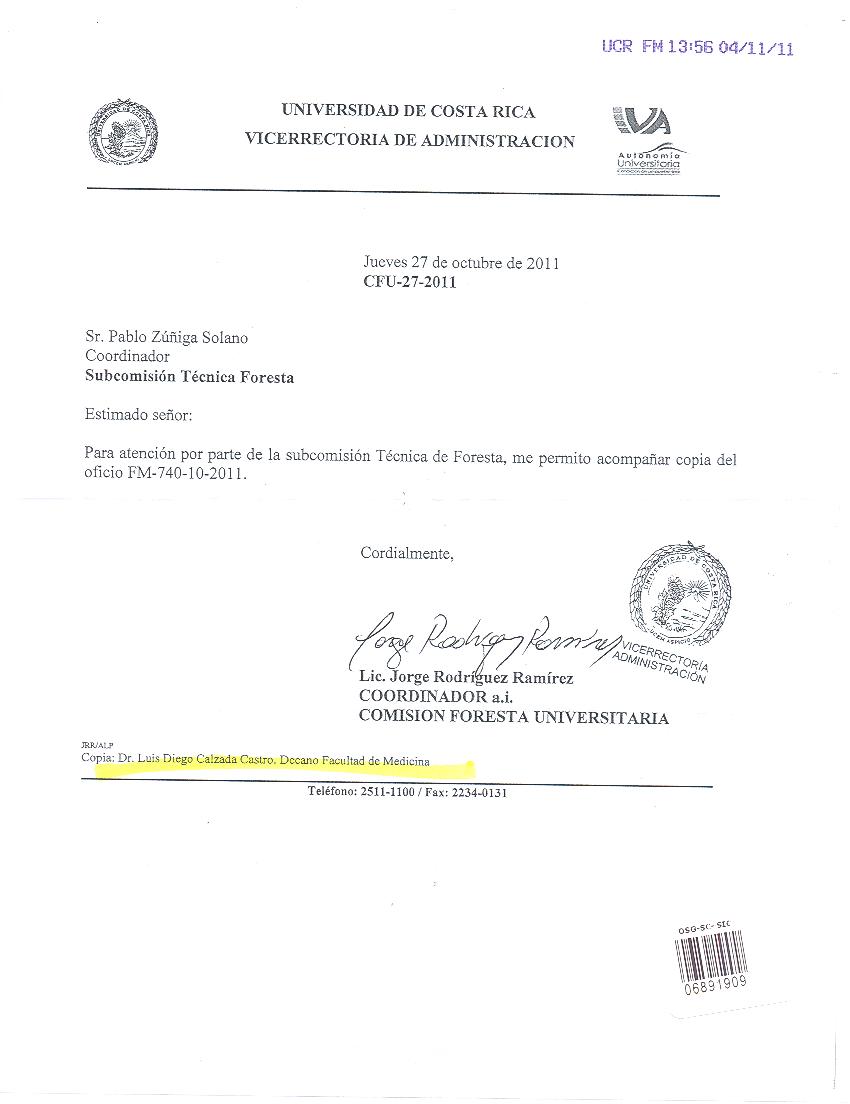 UCR FM 13:56 04/11/11
UNIVERSIDAD DE COSTA RICA
VICERRECTORIA DE ADMINISTRACION
UVA
Autonomía
Universitaria
Jueves 27 de octubre de 2011
CFU-27-2011
Sr. Pablo Zúñiga Solano
Coordinador
Subcomisión Técnica Foresta
Estimado señor:
Para atención por parte de la subcomisión Técnica de Foresta, me permito acompañar copia del
oficio FM-740-10-2011.
Cordialmente,
UNIVERSIDAD DE COSTA RICA
VICERRECTORÍA
ADMINISTRACIÓN
Jorge Rodríguez Ramírez
Lic. Jorge Rodríguez Ramírez
COORDINADOR a.i.
COMISION FORESTA UNIVERSITARIA
JRR/ALP
Copia: Dr. Luis Diego Calzada Castro. Decano Facultad de Medicina
Teléfono: 2511-1100 / Fax: 2234-0131
OSG-SC-SIC
06891909